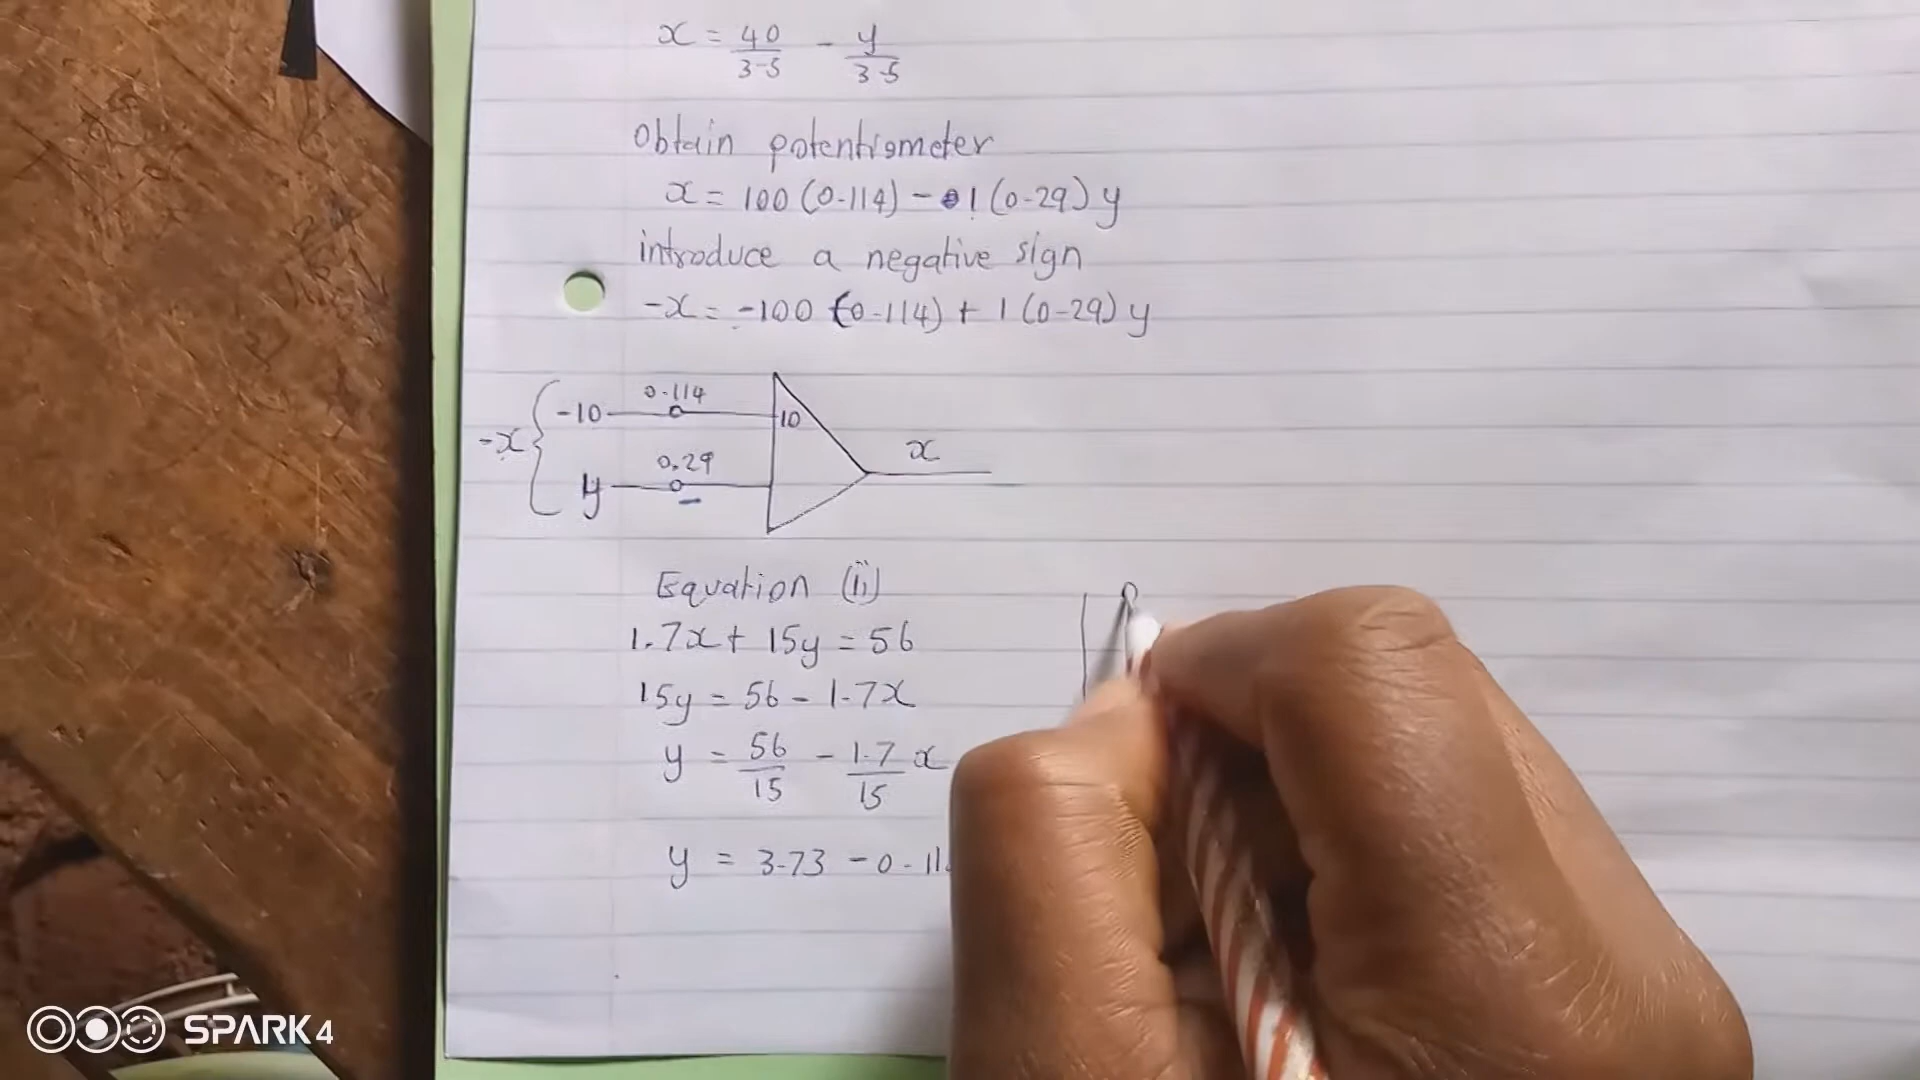 x = 40/3.5 - y/3.5
Obtain potentiometer
x = 100 (0.114) - 1 (0.29) y
introduce a negative sign
-x = -100 (0.114) + 1 (0.29) y
0.114
-10
10
-x
x
0.29
y
Equation (ii)
1.7x + 15y = 56
15y = 56 - 1.7x
y = 56/15 - 1.7/15 x
y = 3.73 - 0.11
SPARK 4